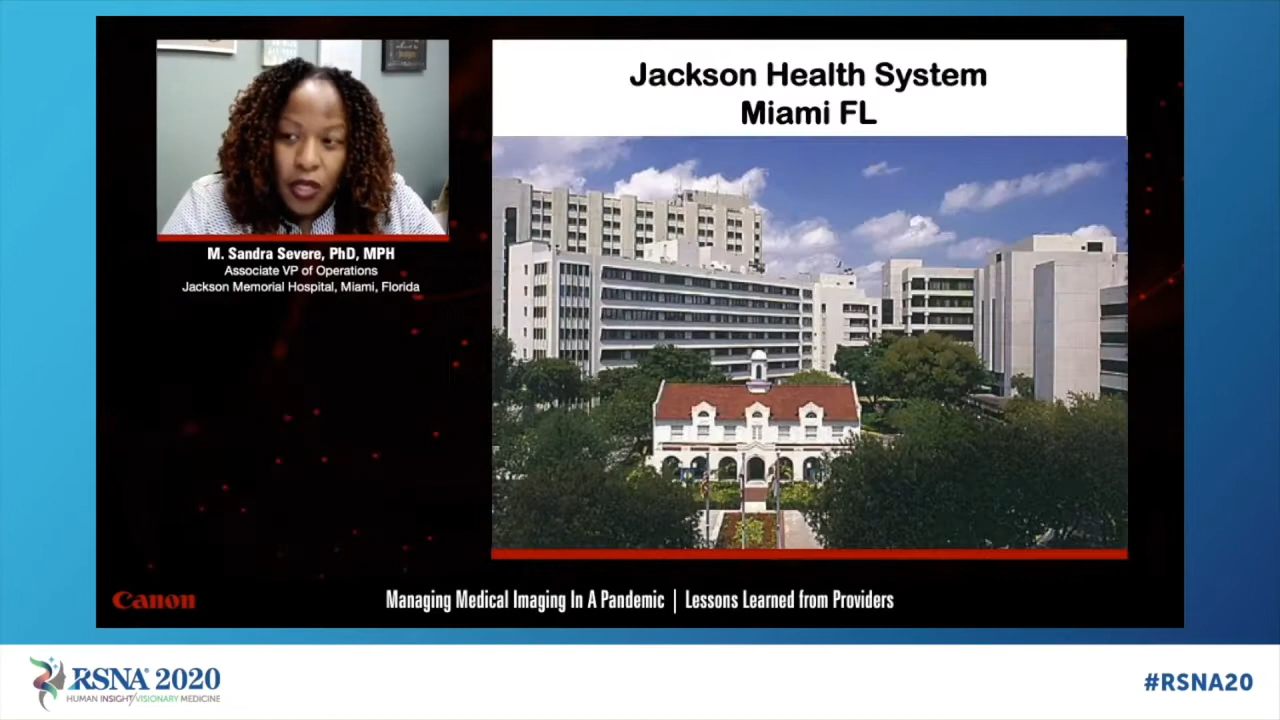 Jackson Health System
Miami FL
M. Sandra Severe, PhD, MPH
Associate VP of Operations
Jackson Memorial Hospital, Miami, Florida
Canon
Managing Medical Imaging In A Pandemic | Lessons Learned from Providers
RSNA® 2020
HUMAN INSIGHT/VISIONARY MEDICINE
#RSNA20